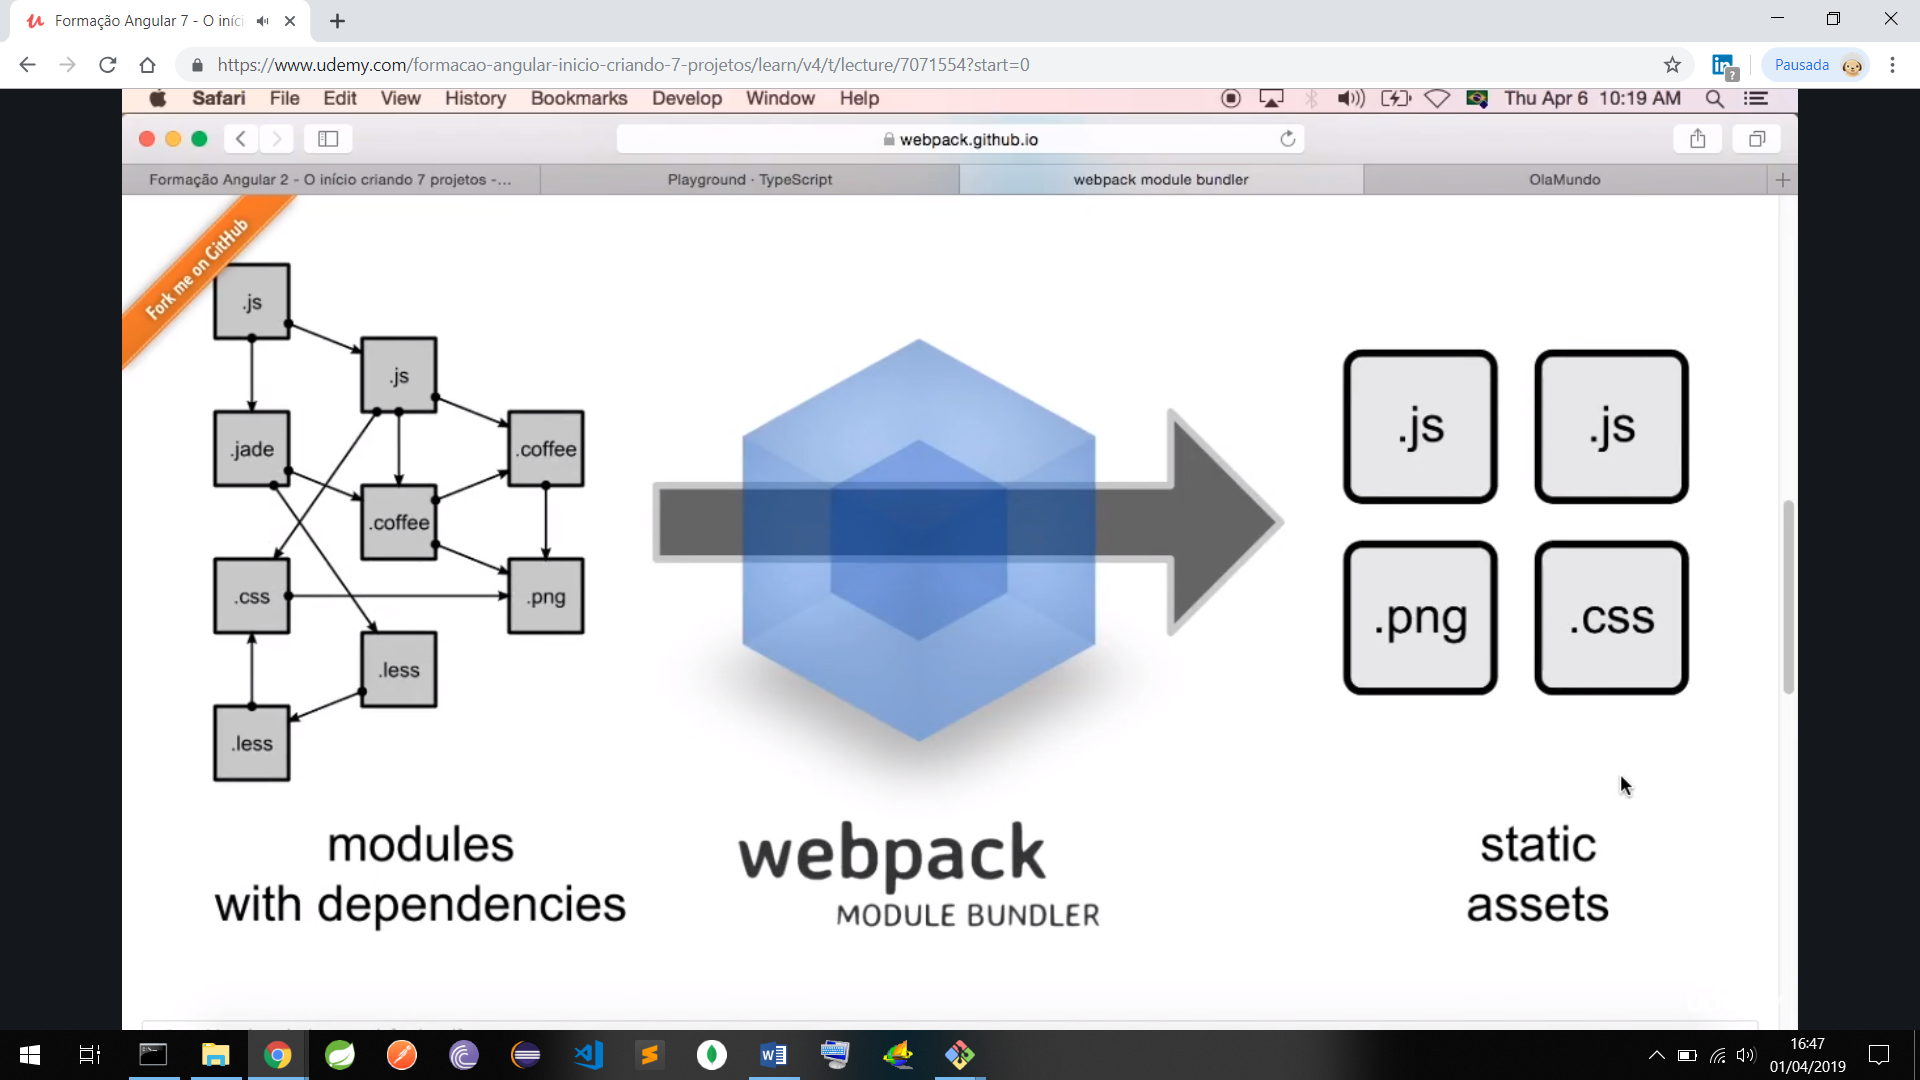 Formação Angular 7 - O iníc
https://www.udemy.com/formacao-angular-inicio-criando-7-projetos/learn/v4/t/lecture/7071554?start=0
Pausada
Safari File Edit View History Bookmarks Develop Window Help
Thu Apr 6 10:19 AM
webpack.github.io
Formação Angular 2 - O início criando 7 projetos -...
Playground · TypeScript
webpack module bundler
OlaMundo
Fork me on GitHub
.js
.js
.jade
.coffee
.coffee
.css
.png
.less
.less
modules
with dependencies
webpack
MODULE BUNDLER
.js
.js
.png
.css
static
assets
16:47
01/04/2019